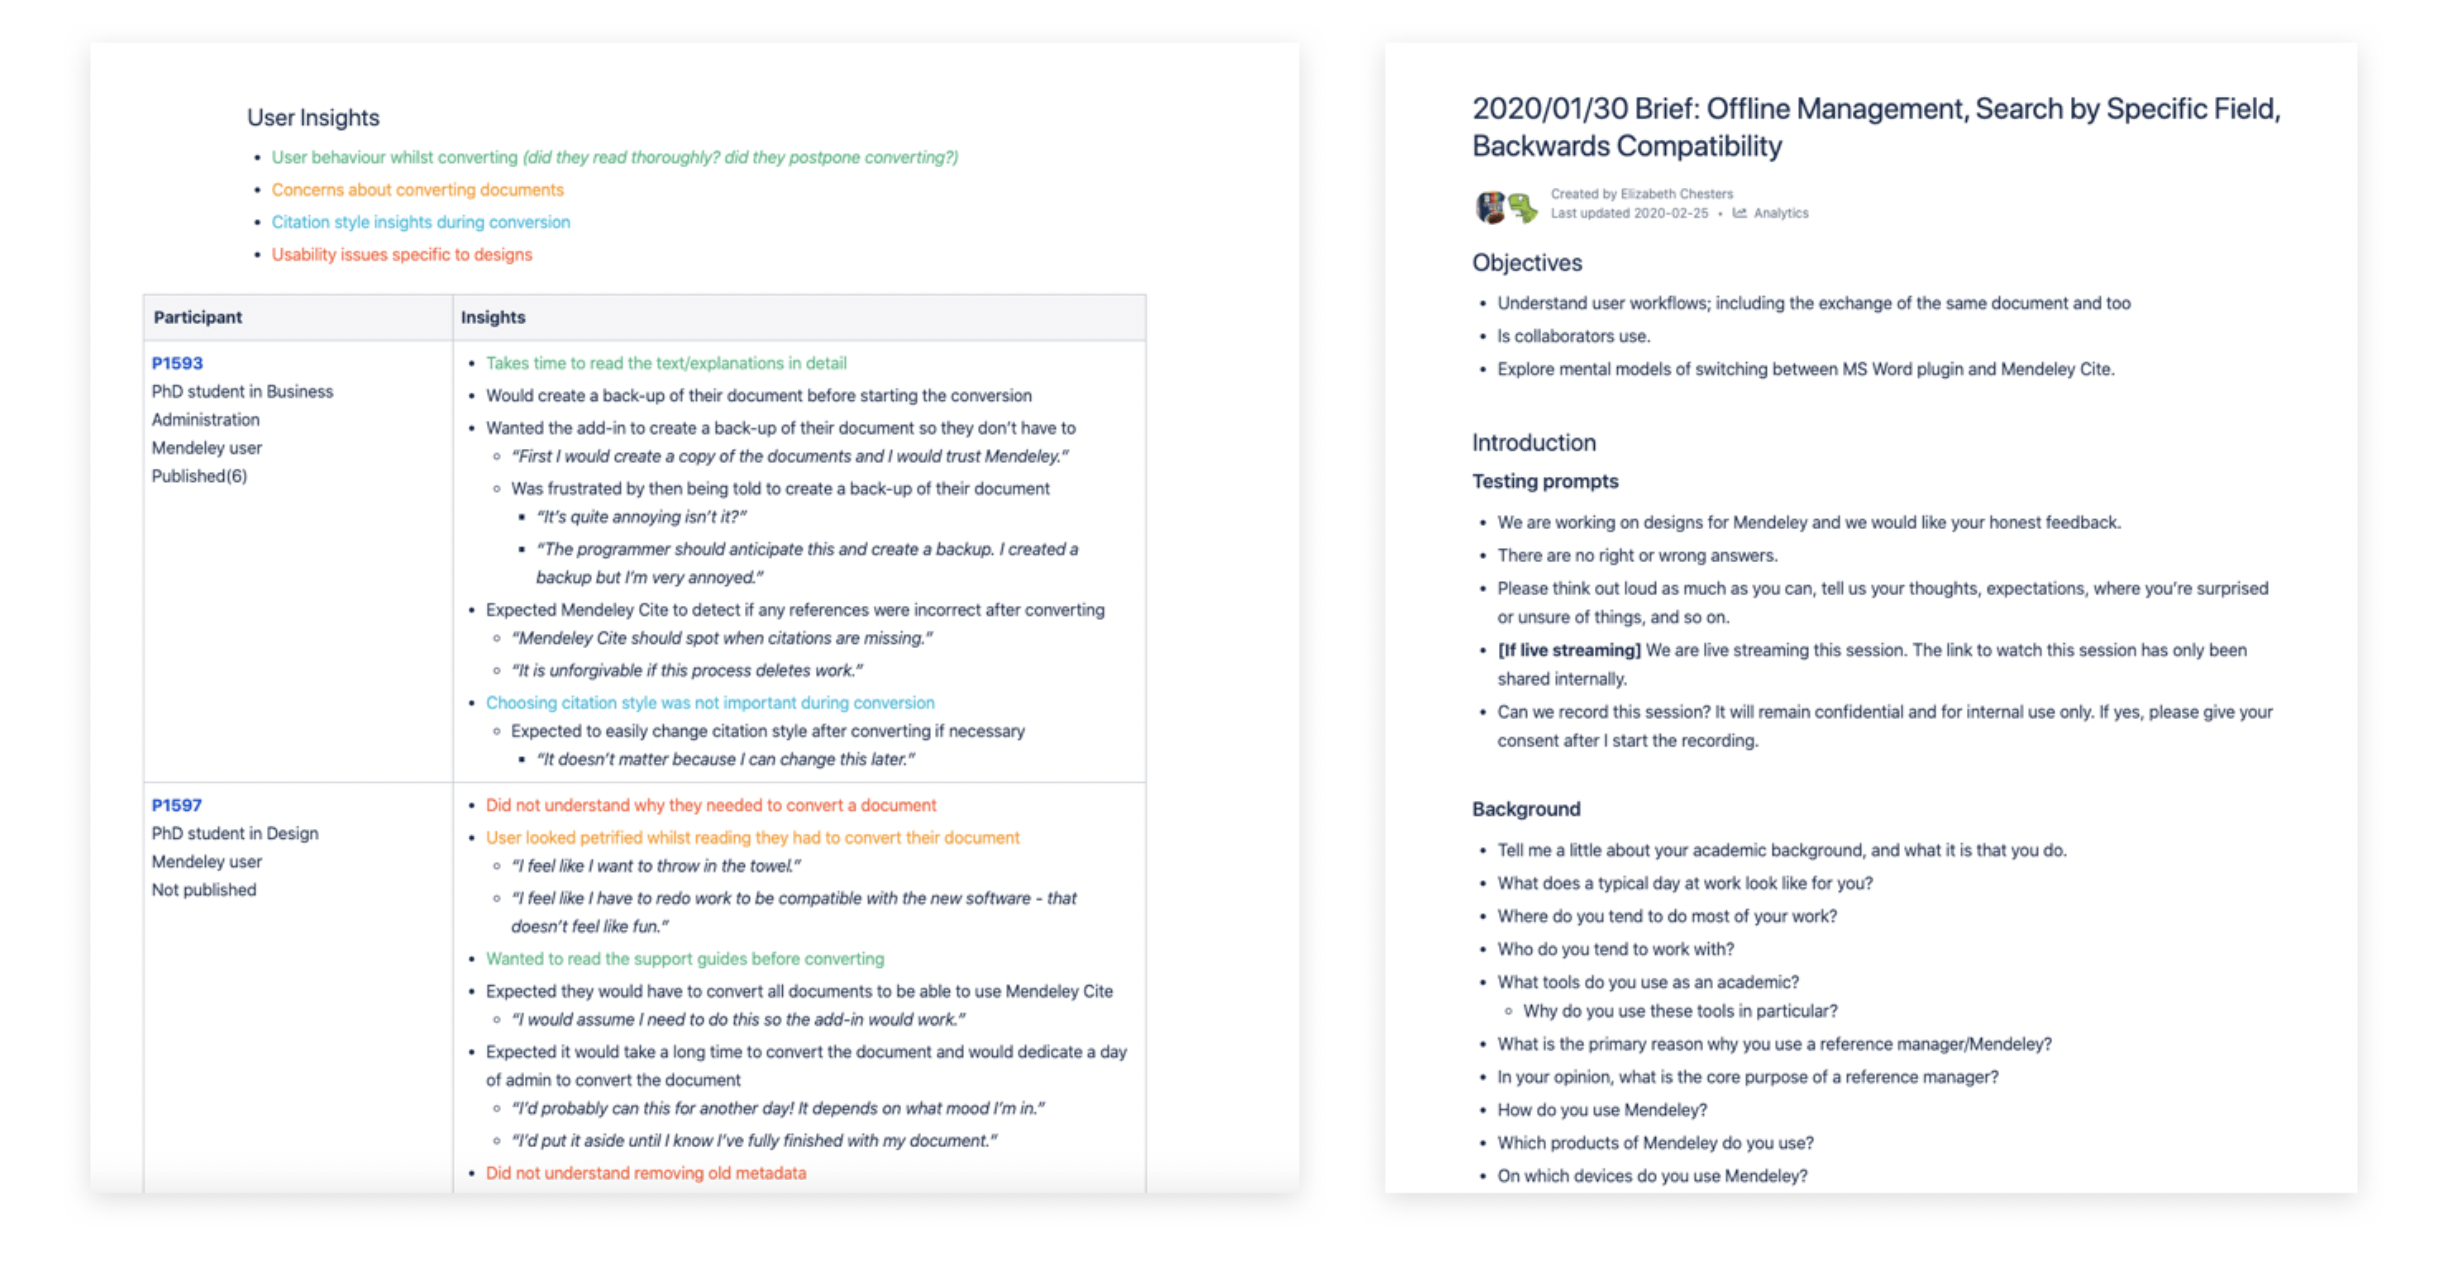 User Insights
• User behaviour whilst converting (did they read thoroughly? did they postpone converting?)
• Concerns about converting documents
• Citation style insights during conversion
• Usability issues specific to designs
Participant
Insights
P1593
PhD student in Business
Administration
Mendeley user
Published(6)
• Takes time to read the text/explanations in detail
• Would create a back-up of their document before starting the conversion
• Wanted the add-in to create a back-up of their document so they don’t have to
◦ “First I would create a copy of the documents and I would trust Mendeley.”
◦ Was frustrated by then being told to create a back-up of their document
▪ “It’s quite annoying isn’t it?”
▪ “The programmer should anticipate this and create a backup. I created a
backup but I’m very annoyed.”
• Expected Mendeley Cite to detect if any references were incorrect after converting
◦ “Mendeley Cite should spot when citations are missing.”
◦ “It is unforgivable if this process deletes work.”
• Choosing citation style was not important during conversion
◦ Expected to easily change citation style after converting if necessary
▪ “It doesn’t matter because I can change this later.”
P1597
PhD student in Design
Mendeley user
Not published
• Did not understand why they needed to convert a document
• User looked petrified whilst reading they had to convert their document
◦ “I feel like I want to throw in the towel.”
◦ “I feel like I have to redo work to be compatible with the new software - that
doesn’t feel like fun.”
• Wanted to read the support guides before converting
• Expected they would have to convert all documents to be able to use Mendeley Cite
◦ “I would assume I need to do this so the add-in would work.”
• Expected it would take a long time to convert the document and would dedicate a day
of admin to convert the document
◦ “I’d probably can this for another day! It depends on what mood I’m in.”
◦ “I’d put it aside until I know I’ve fully finished with my document.”
• Did not understand removing old metadata
2020/01/30 Brief: Offline Management, Search by Specific Field,
Backwards Compatibility
Created by Elizabeth Chesters
Last updated 2020-02-25 • Analytics
Objectives
• Understand user workflows; including the exchange of the same document and too
• Is collaborators use.
• Explore mental models of switching between MS Word plugin and Mendeley Cite.
Introduction
Testing prompts
• We are working on designs for Mendeley and we would like your honest feedback.
• There are no right or wrong answers.
• Please think out loud as much as you can, tell us your thoughts, expectations, where you’re surprised
or unsure of things, and so on.
• [If live streaming] We are live streaming this session. The link to watch this session has only been
shared internally.
• Can we record this session? It will remain confidential and for internal use only. If yes, please give your
consent after I start the recording.
Background
• Tell me a little about your academic background, and what it is that you do.
• What does a typical day at work look like for you?
• Where do you tend to do most of your work?
• Who do you tend to work with?
• What tools do you use as an academic?
◦ Why do you use these tools in particular?
• What is the primary reason why you use a reference manager/Mendeley?
• In your opinion, what is the core purpose of a reference manager?
• How do you use Mendeley?
• Which products of Mendeley do you use?
• On which devices do you use Mendeley?